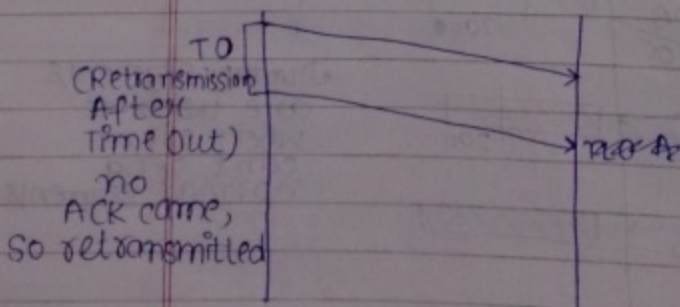 TO
(Retransmission
After
Time out)
no
ACK came,
so retransmitted